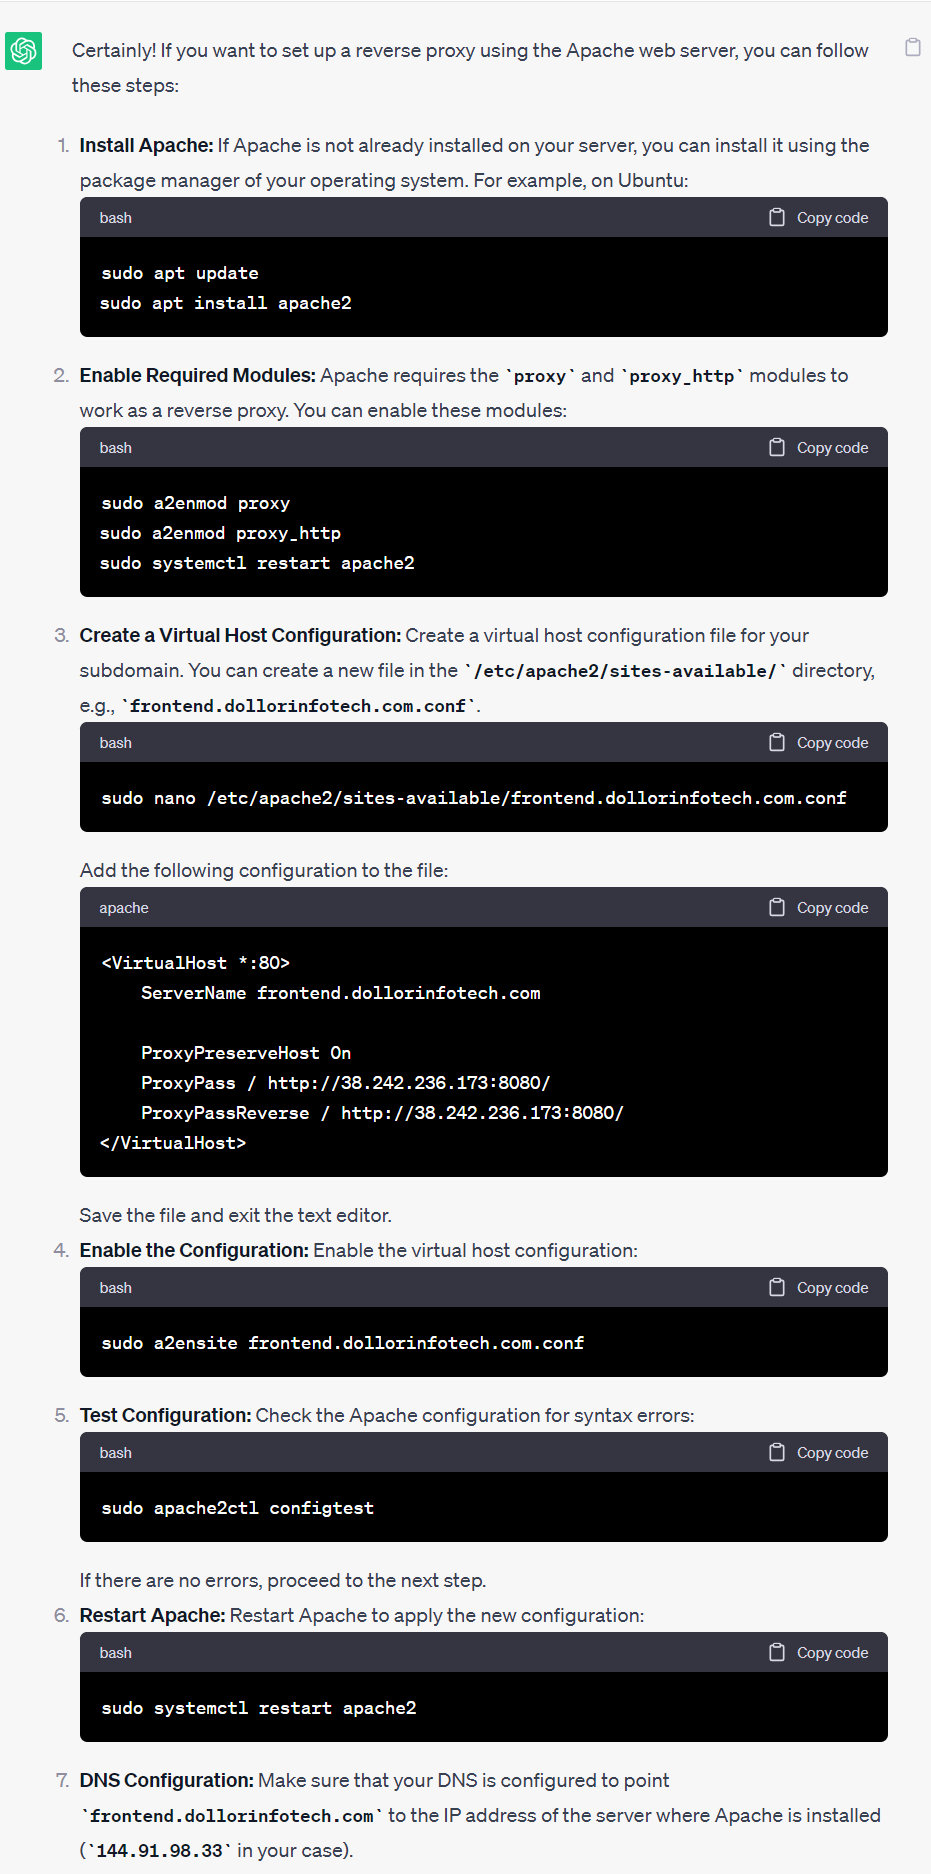 Certainly! If you want to set up a reverse proxy using the Apache web server, you can follow
these steps:
1. Install Apache: If Apache is not already installed on your server, you can install it using the
package manager of your operating system. For example, on Ubuntu:
bash Copy code
sudo apt update
sudo apt install apache2
2. Enable Required Modules: Apache requires the `proxy` and `proxy_http` modules to
work as a reverse proxy. You can enable these modules:
bash Copy code
sudo a2enmod proxy
sudo a2enmod proxy_http
sudo systemctl restart apache2
3. Create a Virtual Host Configuration: Create a virtual host configuration file for your
subdomain. You can create a new file in the `/etc/apache2/sites-available/` directory,
e.g., `frontend.dollorinfotech.com.conf`.
bash Copy code
sudo nano /etc/apache2/sites-available/frontend.dollorinfotech.com.conf
Add the following configuration to the file:
apache Copy code
<VirtualHost *:80>
    ServerName frontend.dollorinfotech.com
    ProxyPreserveHost On
    ProxyPass / http://38.242.236.173:8080/
    ProxyPassReverse / http://38.242.236.173:8080/
</VirtualHost>
Save the file and exit the text editor.
4. Enable the Configuration: Enable the virtual host configuration:
bash Copy code
sudo a2ensite frontend.dollorinfotech.com.conf
5. Test Configuration: Check the Apache configuration for syntax errors:
bash Copy code
sudo apache2ctl configtest
If there are no errors, proceed to the next step.
6. Restart Apache: Restart Apache to apply the new configuration:
bash Copy code
sudo systemctl restart apache2
7. DNS Configuration: Make sure that your DNS is configured to point
`frontend.dollorinfotech.com` to the IP address of the server where Apache is installed
(`144.91.98.33` in your case).